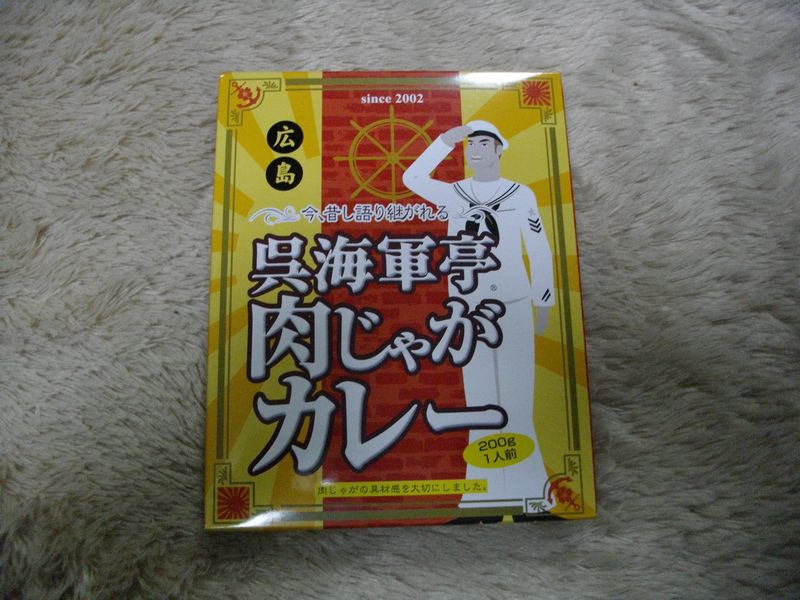 since 2002
広島
今、昔し語り継がれる
呉海軍亭®
肉じゃが
カレー
200g
1人前
肉じゃがの具材感を大切にしました。